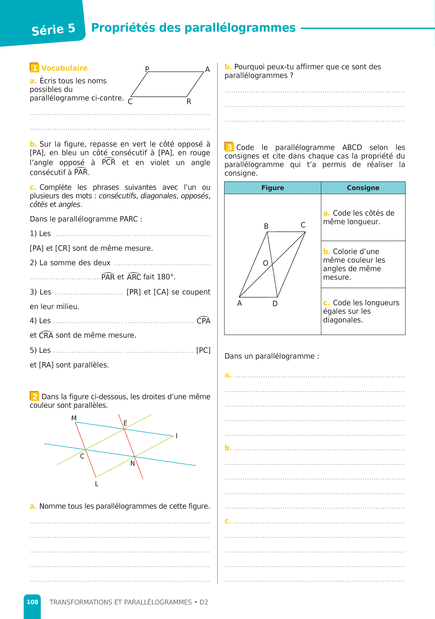 Série 5
Propriétés des parallélogrammes
1 Vocabulaire
a. Écris tous les noms
possibles du
parallélogramme ci-contre.
P
A
C
R
b. Sur la figure, repasse en vert le côté opposé à
[PA], en bleu un côté consécutif à [PA], en rouge
l'angle opposé à PCR et en violet un angle
consécutif à PAR.
c. Complète les phrases suivantes avec l'un ou
plusieurs des mots : consécutifs, diagonales, opposés,
côtés et angles.
Dans le parallélogramme PARC :
1) Les
[PA] et [CR] sont de même mesure.
2) La somme des deux
PAR et ARC fait 180°.
3) Les [PR] et [CA] se coupent
en leur milieu.
4) Les CPA
et CRA sont de même mesure.
5) Les [PC]
et [RA] sont parallèles.
2 Dans la figure ci-dessous, les droites d'une même
couleur sont parallèles.
M
E
I
C
N
L
a. Nomme tous les parallélogrammes de cette figure.
b. Pourquoi peux-tu affirmer que ce sont des
parallélogrammes ?
3 Code le parallélogramme ABCD selon les
consignes et cite dans chaque cas la propriété du
parallélogramme qui t'a permis de réaliser la
consigne.
Figure
Consigne
B
C
O
A
D
a. Code les côtés de
même longueur.
b. Colorie d'une
même couleur les
angles de même
mesure.
c. Code les longueurs
égales sur les
diagonales.
Dans un parallélogramme :
a.
b.
c.
108 TRANSFORMATIONS ET PARALLÉLOGRAMMES • D2